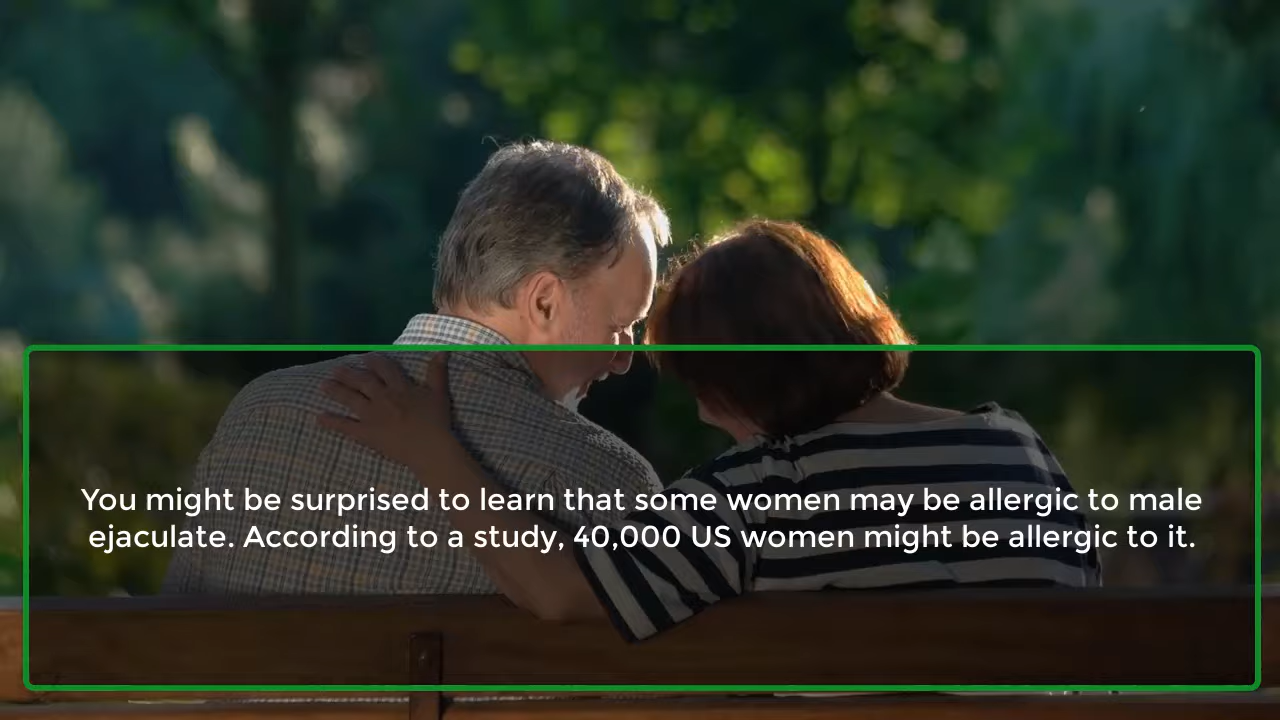 You might be surprised to learn that some women may be allergic to male
ejaculate. According to a study, 40,000 US women might be allergic to it.